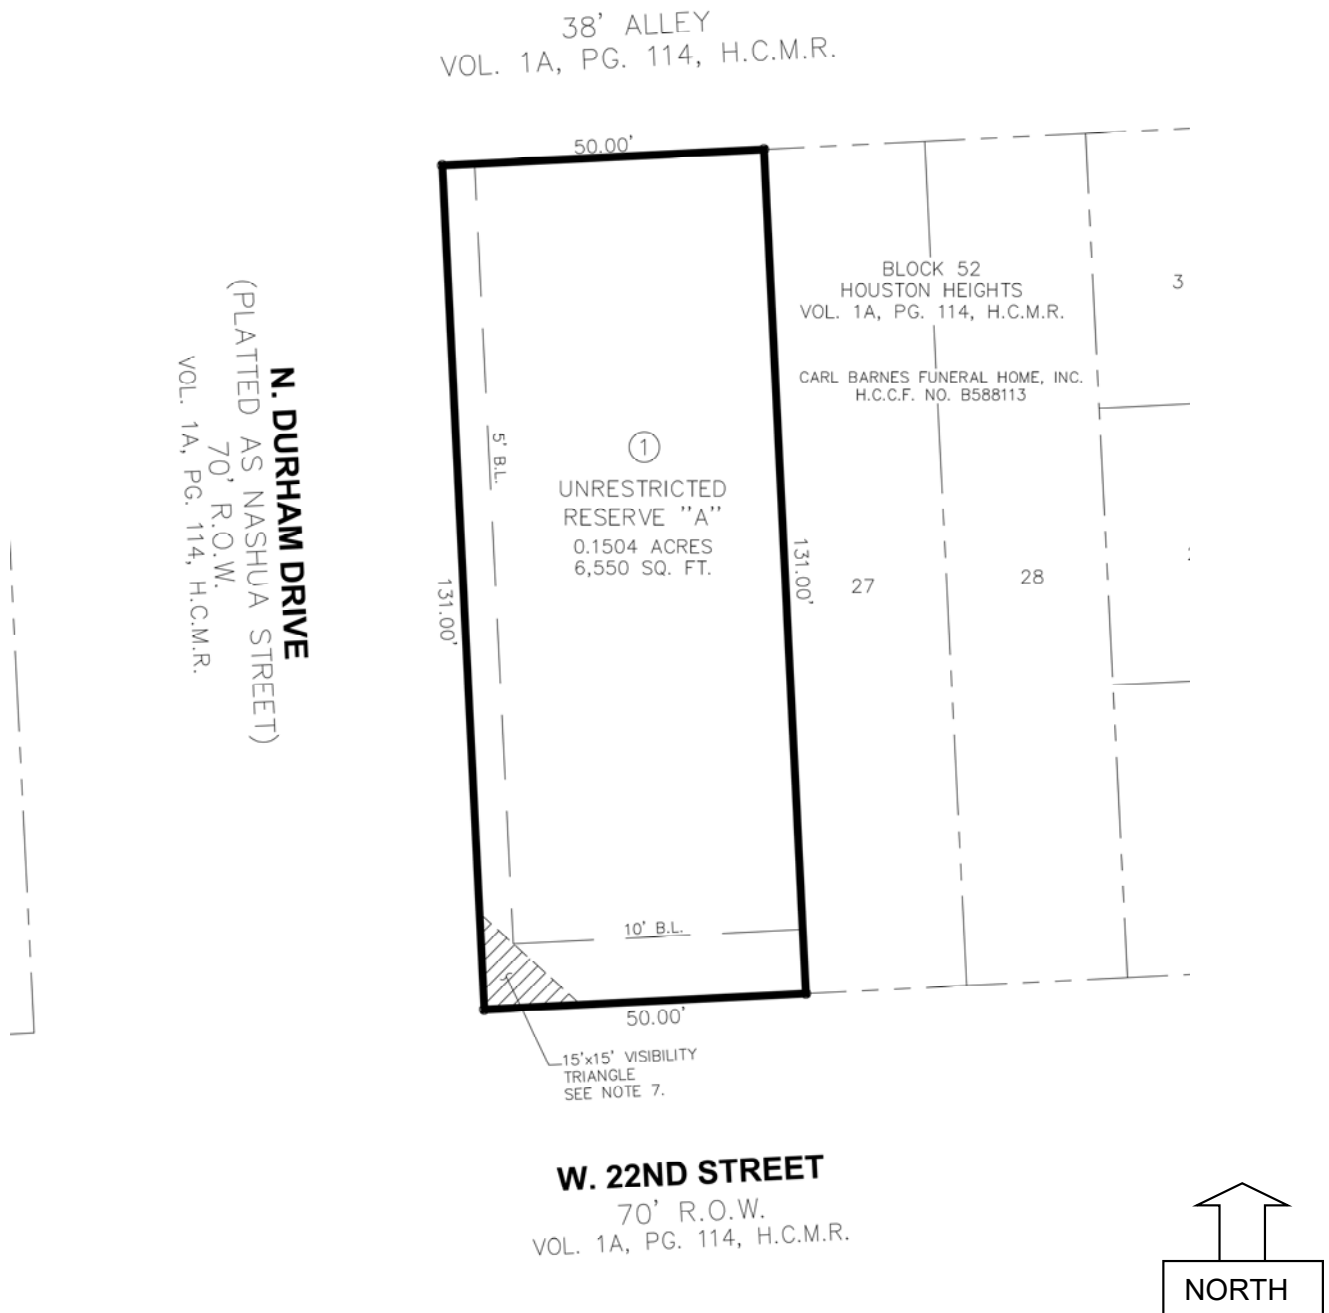 38' ALLEY
VOL. 1A, PG. 114, H.C.M.R.
50.00'
BLOCK 52
HOUSTON HEIGHTS
VOL. 1A, PG. 114, H.C.M.R.
3
CARL BARNES FUNERAL HOME, INC.
H.C.C.F. NO. B588113
N. DURHAM DRIVE
(PLATTED AS NASHUA STREET)
70' R.O.W.
VOL. 1A, PG. 114, H.C.M.R.
5' B.L.
1
UNRESTRICTED
RESERVE "A"
0.1504 ACRES
6,550 SQ. FT.
131.00'
131.00'
27
28
10' B.L.
50.00'
15'x15' VISIBILITY
TRIANGLE
SEE NOTE 7.
W. 22ND STREET
70' R.O.W.
VOL. 1A, PG. 114, H.C.M.R.
NORTH